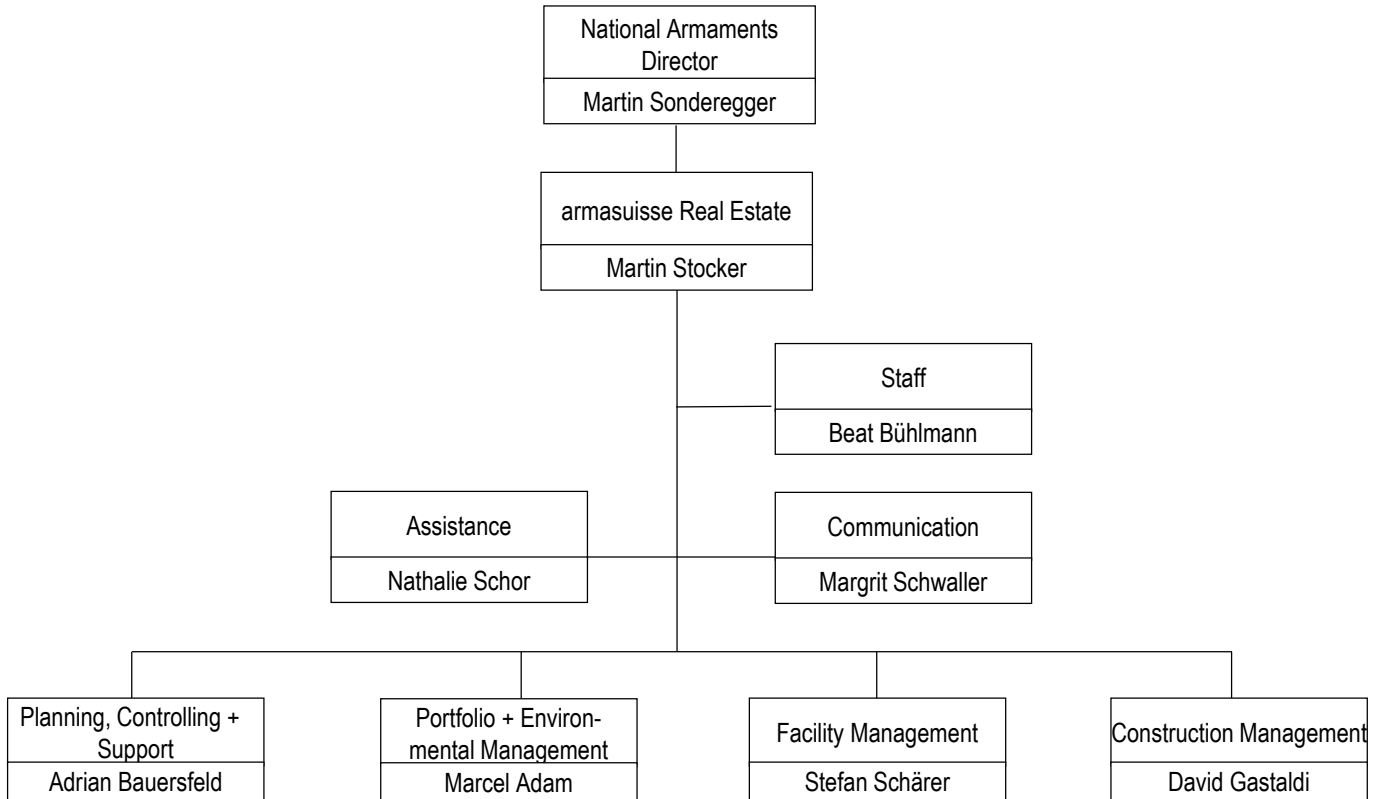 National Armaments
Director
Martin Sonderegger
armasuisse Real Estate
Martin Stocker
Staff
Beat Bühlmann
Assistance
Nathalie Schor
Communication
Margrit Schwaller
Planning, Controlling +
Support
Adrian Bauersfeld
Portfolio + Environ-
mental Management
Marcel Adam
Facility Management
Stefan Schärer
Construction Management
David Gastaldi